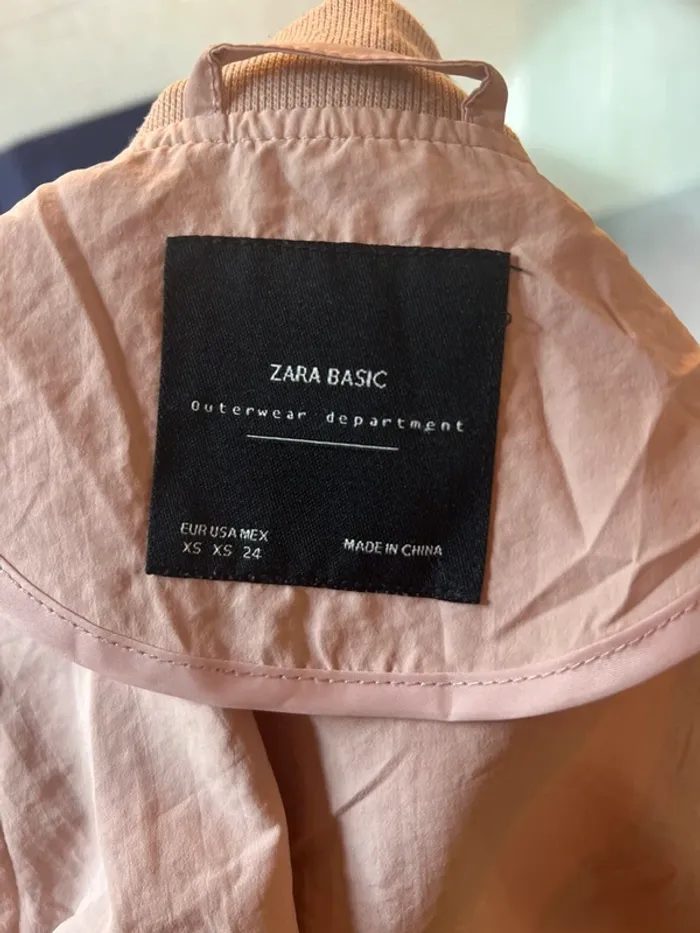 ZARA BASIC
Outerwear department
EUR USA MEX
XS XS 24
MADE IN CHINA